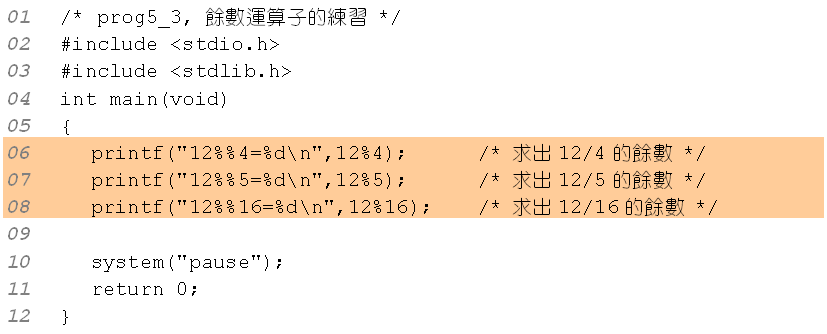 01 /* prog5_3, 餘數運算子的練習 */
02 #include <stdio.h>
03 #include <stdlib.h>
04 int main(void)
05 {
06 printf("12%%4=%d\n",12%4); /* 求出 12/4 的餘數 */
07 printf("12%%5=%d\n",12%5); /* 求出 12/5 的餘數 */
08 printf("12%%16=%d\n",12%16); /* 求出 12/16 的餘數 */
09
10 system("pause");
11 return 0;
12 }